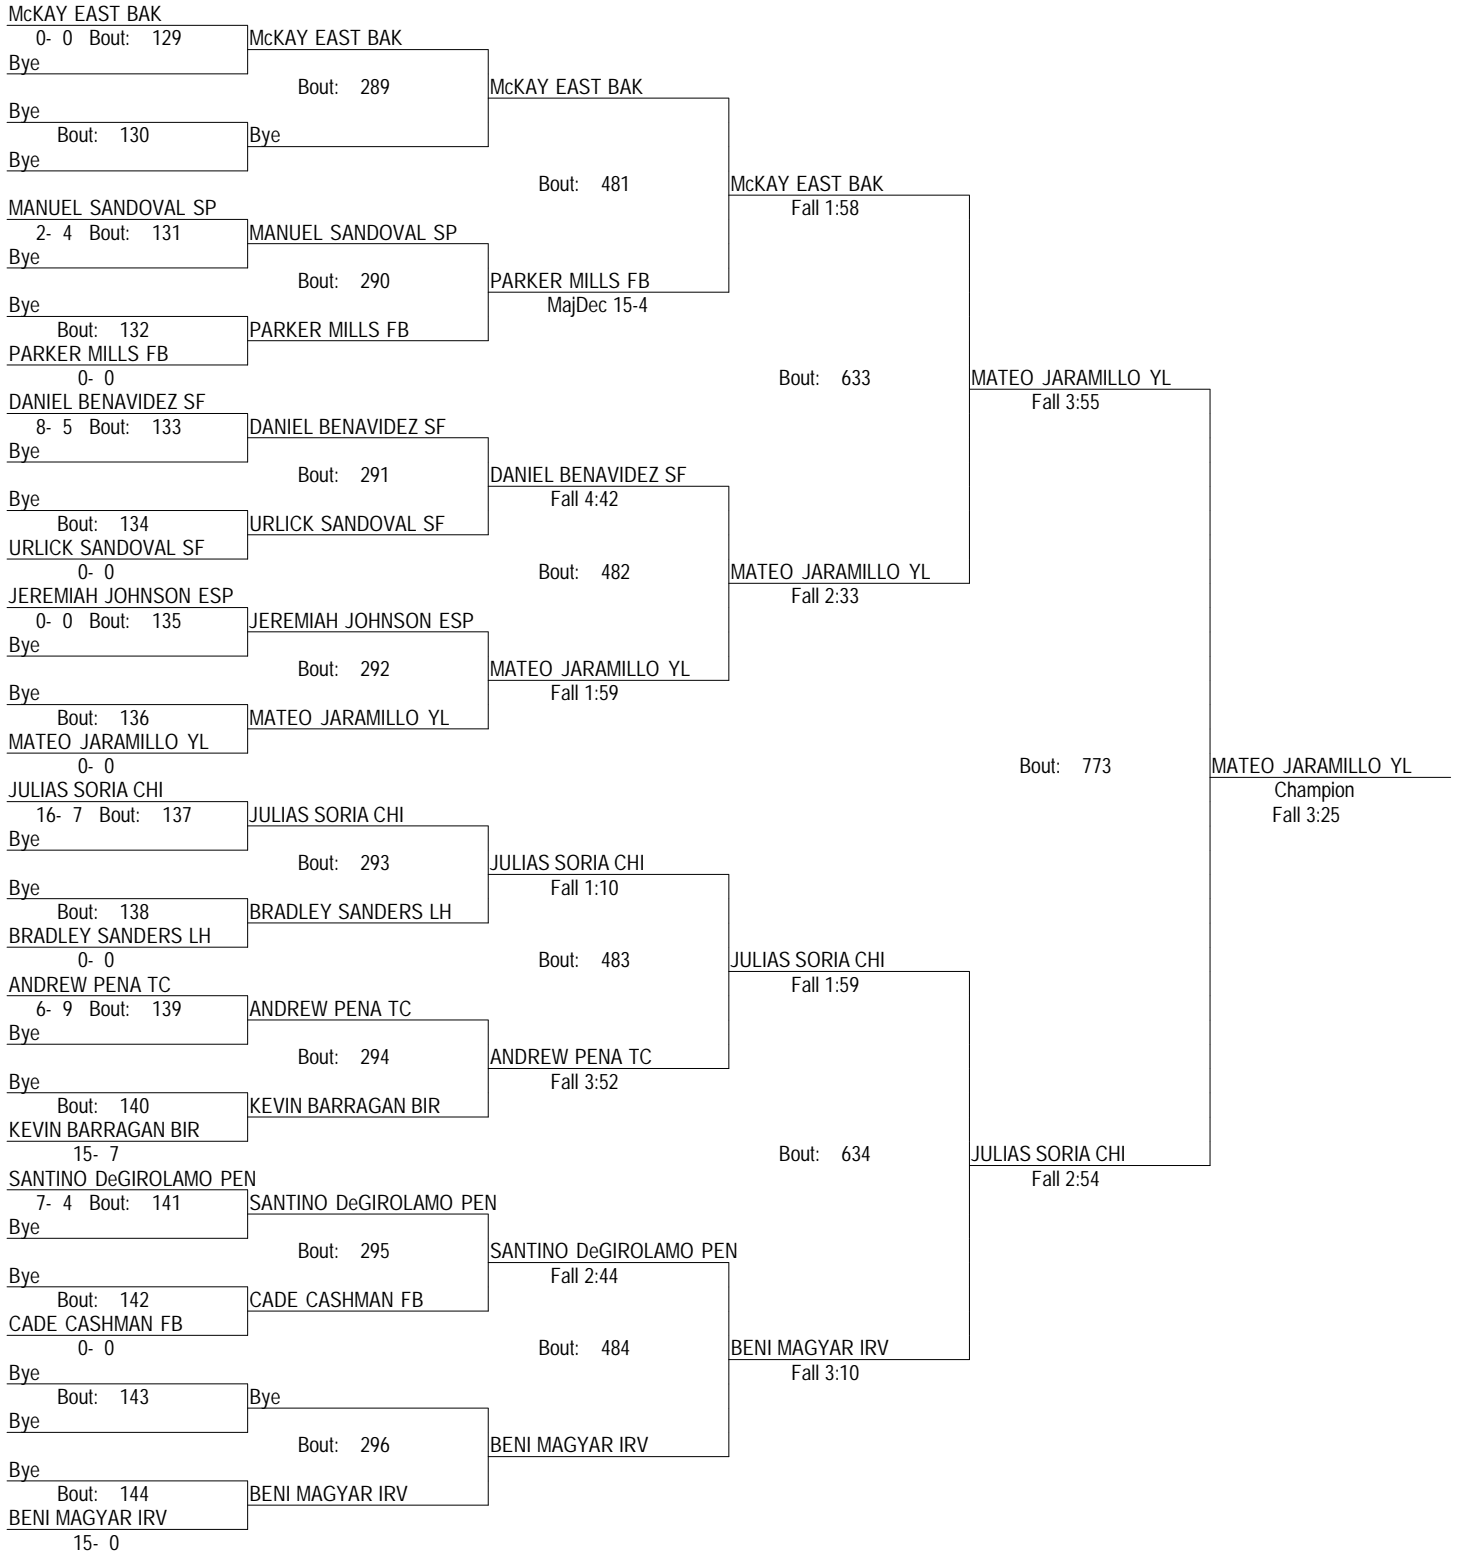 McKAY EAST BAK
0- 0 Bout: 129
Bye
Bye
Bout: 130
Bye
MANUEL SANDOVAL SP
2- 4 Bout: 131
Bye
Bye
Bout: 132
PARKER MILLS FB
0- 0
DANIEL BENAVIDEZ SF
8- 5 Bout: 133
Bye
Bye
Bout: 134
URLICK SANDOVAL SF
0- 0
JEREMIAH JOHNSON ESP
0- 0 Bout: 135
Bye
Bye
Bout: 136
MATEO JARAMILLO YL
0- 0
JULIAS SORIA CHI
16- 7 Bout: 137
Bye
Bye
Bout: 138
BRADLEY SANDERS LH
0- 0
ANDREW PENA TC
6- 9 Bout: 139
Bye
Bye
Bout: 140
KEVIN BARRAGAN BIR
15- 7
SANTINO DeGIROLAMO PEN
7- 4 Bout: 141
Bye
Bye
Bout: 142
CADE CASHMAN FB
0- 0
Bye
Bout: 143
Bye
Bye
Bout: 144
BENI MAGYAR IRV
15- 0
McKAY EAST BAK
Bout: 289
Bye
MANUEL SANDOVAL SP
Bout: 290
PARKER MILLS FB
DANIEL BENAVIDEZ SF
Bout: 291
URLICK SANDOVAL SF
JEREMIAH JOHNSON ESP
Bout: 292
MATEO JARAMILLO YL
JULIAS SORIA CHI
Bout: 293
BRADLEY SANDERS LH
ANDREW PENA TC
Bout: 294
KEVIN BARRAGAN BIR
SANTINO DeGIROLAMO PEN
Bout: 295
CADE CASHMAN FB
Bye
Bout: 296
BENI MAGYAR IRV
McKAY EAST BAK
Bout: 481
PARKER MILLS FB
MajDec 15-4
DANIEL BENAVIDEZ SF
Fall 4:42
Bout: 482
MATEO JARAMILLO YL
Fall 1:59
JULIAS SORIA CHI
Fall 1:10
Bout: 483
ANDREW PENA TC
Fall 3:52
SANTINO DeGIROLAMO PEN
Fall 2:44
Bout: 484
BENI MAGYAR IRV
McKAY EAST BAK
Fall 1:58
Bout: 633
MATEO JARAMILLO YL
Fall 2:33
JULIAS SORIA CHI
Fall 1:59
Bout: 634
BENI MAGYAR IRV
Fall 3:10
MATEO JARAMILLO YL
Fall 3:55
Bout: 773
JULIAS SORIA CHI
Fall 2:54
MATEO JARAMILLO YL
Champion
Fall 3:25